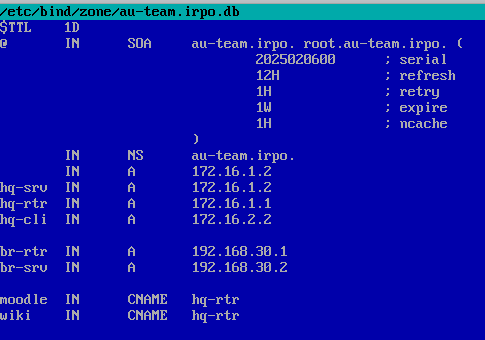 /etc/bind/zone/au-team.irpo.db
$TTL    1D
@       IN      SOA     au-team.irpo. root.au-team.irpo. (
                                2025020600      ; serial
                                12H             ; refresh
                                1H              ; retry
                                1W              ; expire
                                1H              ; ncache
                        )
        IN      NS      au-team.irpo.
        IN      A       172.16.1.2
hq-srv  IN      A       172.16.1.2
hq-rtr  IN      A       172.16.1.1
hq-cli  IN      A       172.16.2.2
br-rtr  IN      A       192.168.30.1
br-srv  IN      A       192.168.30.2
moodle  IN      CNAME   hq-rtr
wiki    IN      CNAME   hq-rtr